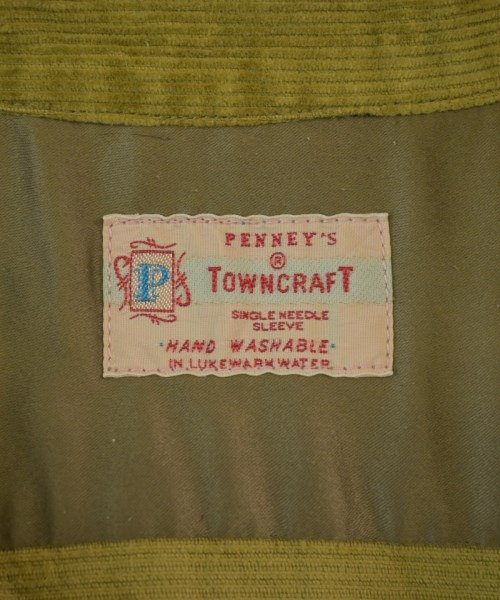 PENNEY'S
®
P
TOWNCRAFT
SINGLE NEEDLE
SLEEVE
·HAND WASHABLE·
IN LUKEWARM WATER